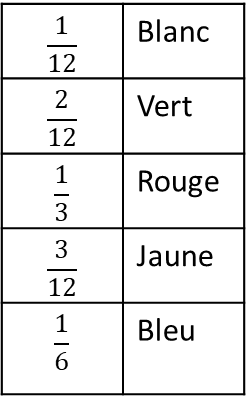 1/12 Blanc
2/12 Vert
1/3 Rouge
3/12 Jaune
1/6 Bleu